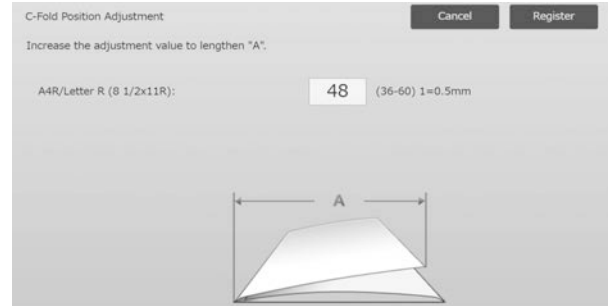 C-Fold Position Adjustment
Cancel
Register
Increase the adjustment value to lengthen "A".
A4R/Letter R (8 1/2x11R):
48
(36-60) 1=0.5mm
A